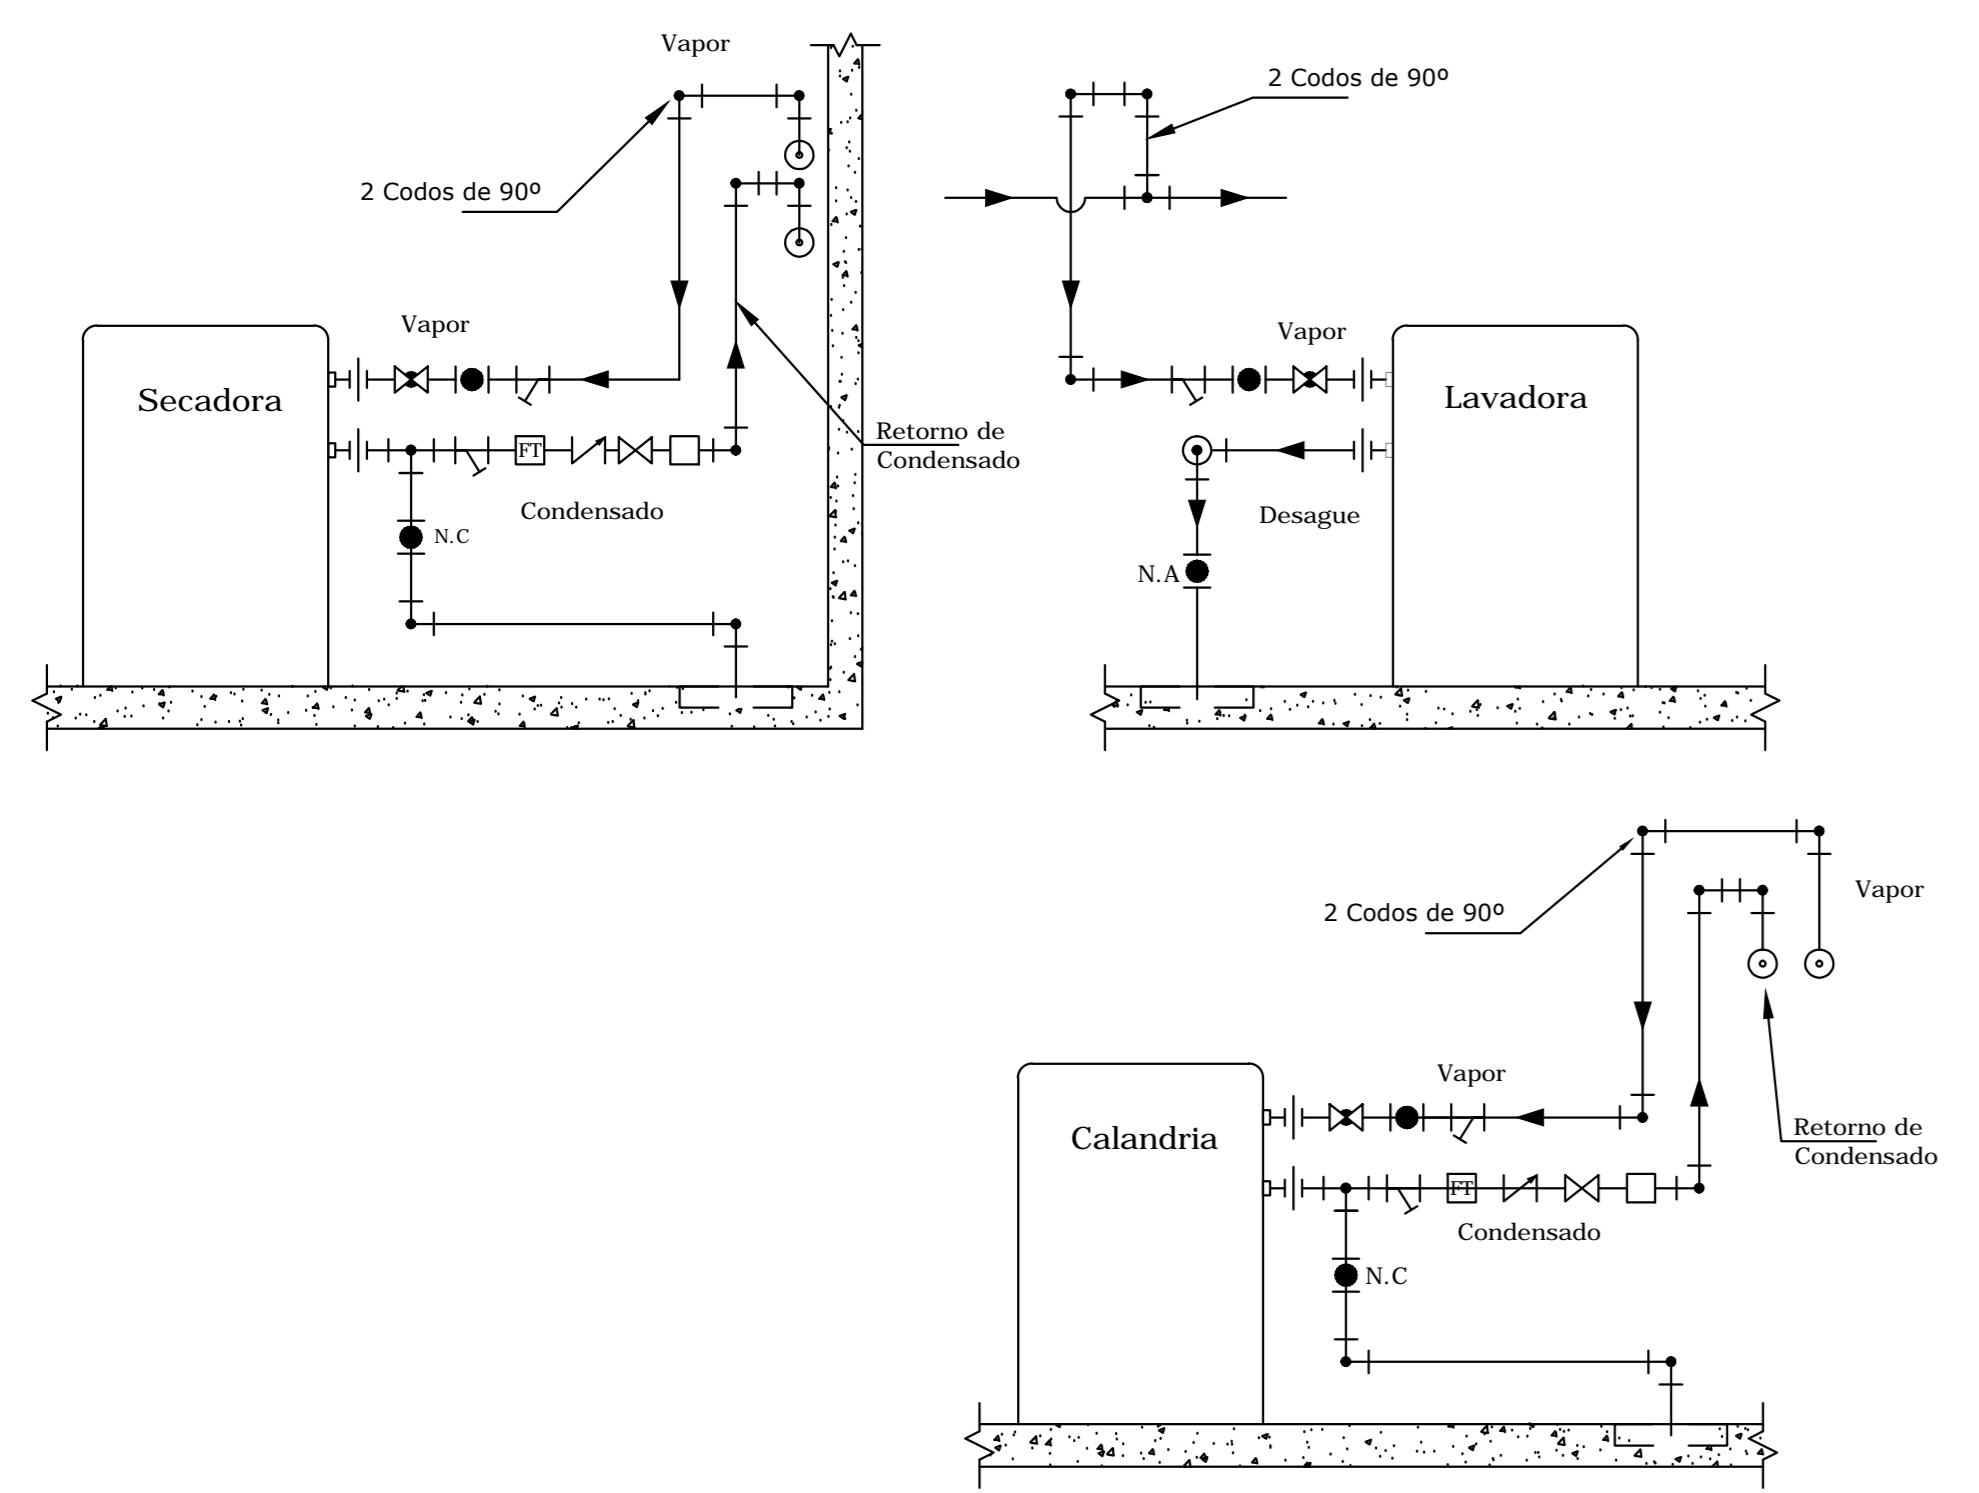 Vapor
2 Codos de 90º
Vapor
Secadora
FT
Retorno de
Condensado
Condensado
N.C
2 Codos de 90º
Vapor
Lavadora
Desague
N.A
2 Codos de 90º
Vapor
Vapor
Calandria
Retorno de
Condensado
FT
Condensado
N.C